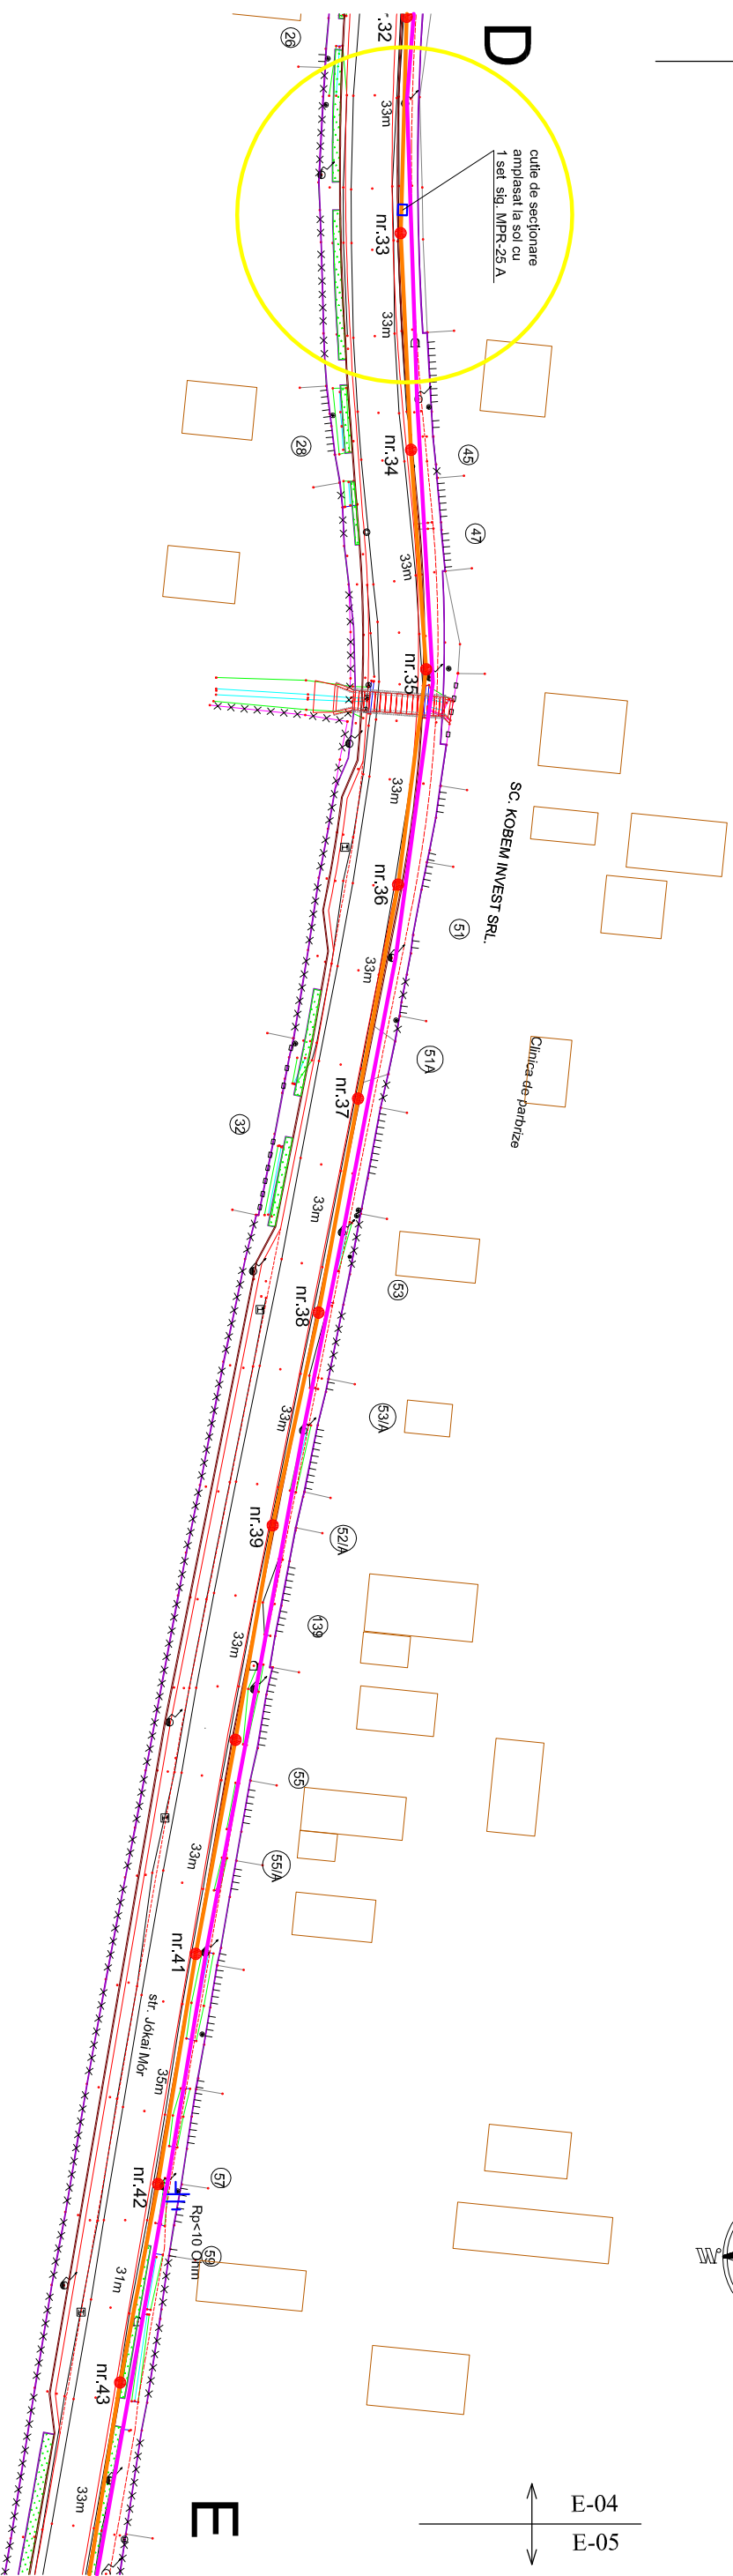 D
nr.32
26
33m
cutie de secționare
amplasat la sol cu
1 set sig. MPR-25 A
nr.33
33m
nr.34
28
45
47
33m
nr.35
33m
SC. KOBEM INVEST SRL.
nr.36
51
33m
51A
Clinica de parbrize
nr.37
32
33m
53
nr.38
53/A
33m
nr.39
52/A
139
33m
55
33m
55/A
nr.41
str. Jókai Mór
35m
57
nr.42
Rp<10 Ohm
59
31m
nr.43
33m
E
W
E-04
E-05